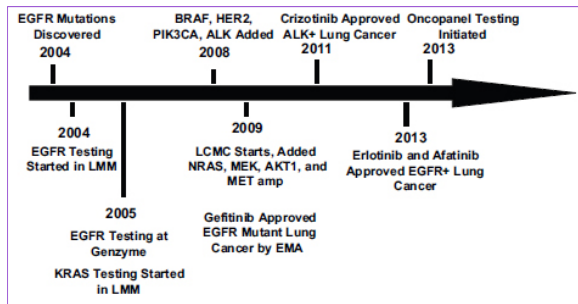 EGFR Mutations
Discovered
2004
BRAF, HER2,
PIK3CA, ALK Added
2008
Crizotinib Approved
ALK+ Lung Cancer
2011
Oncopanel Testing
Initiated
2013
2004
EGFR Testing
Started in LMM
2005
EGFR Testing at
Genzyme
KRAS Testing Started
in LMM
2009
LCMC Starts, Added
NRAS, MEK, AKT1, and
MET amp
Gefitinib Approved
EGFR Mutant Lung
Cancer by EMA
2013
Erlotinib and Afatinib
Approved EGFR+ Lung
Cancer